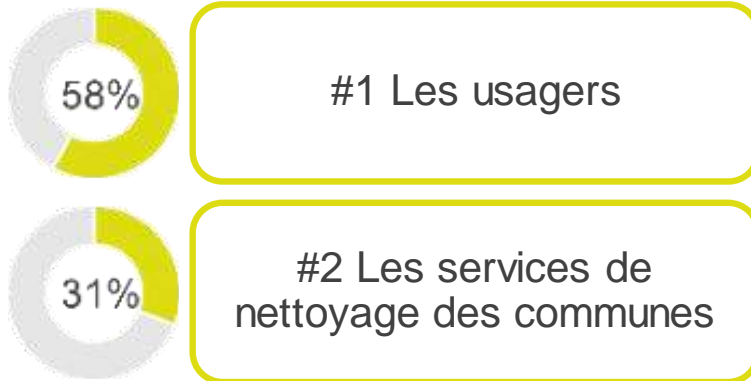 58%
#1 Les usagers
31%
#2 Les services de
nettoyage des communes